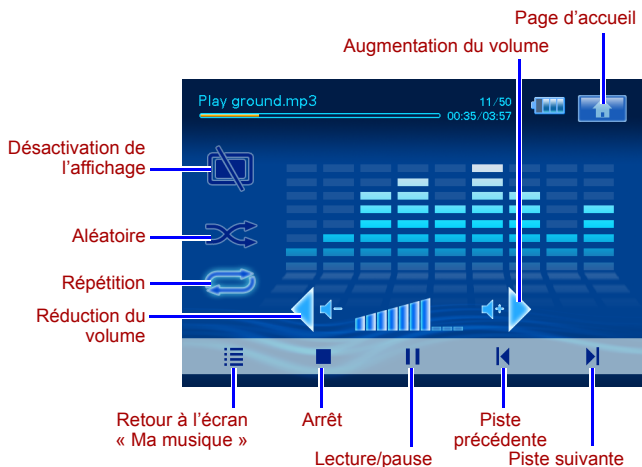 Page d’accueil
Augmentation du volume
Play ground.mp3
11/50
00:35/03:57
Désactivation de
l’affichage
Aléatoire
Répétition
Réduction du
volume
Retour à l’écran
« Ma musique »
Arrêt
Lecture/pause
Piste
précédente
Piste suivante